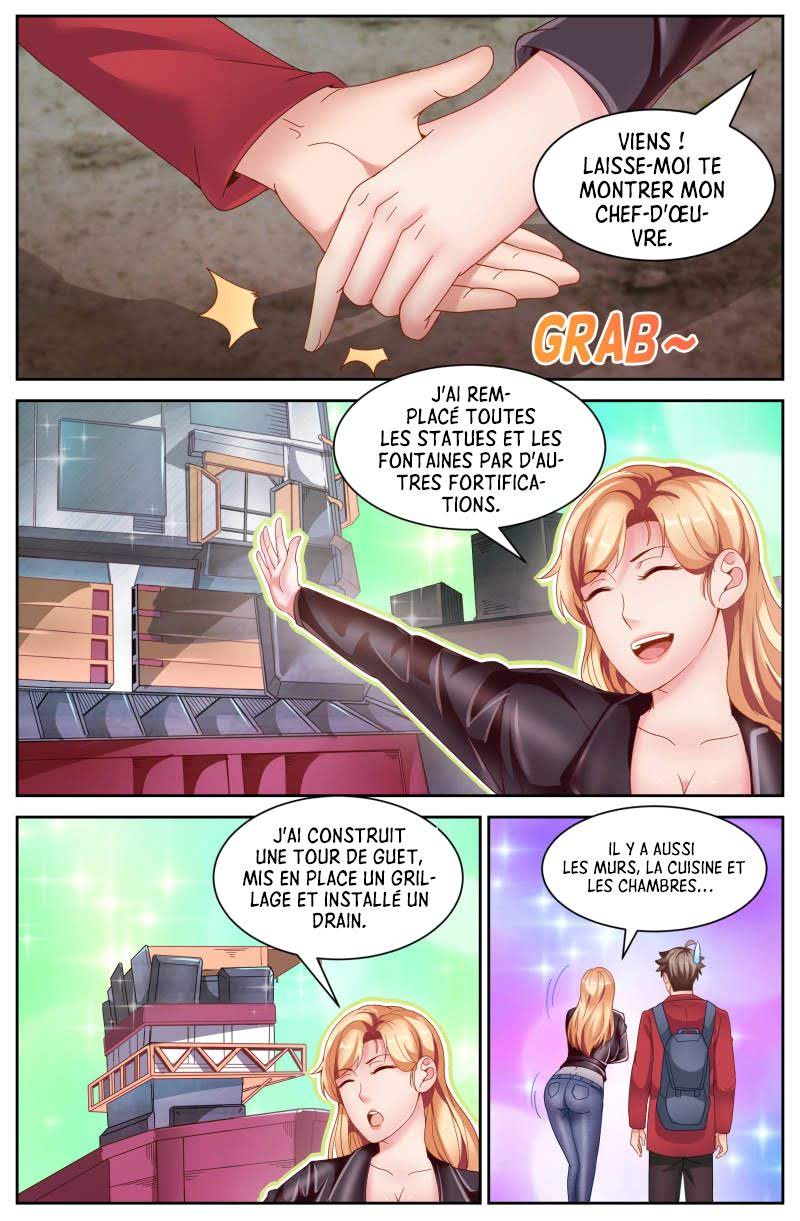 VIENS !
LAISSE-MOI TE
MONTRER MON
CHEF-D'ŒU-
VRE.
GRAB~
J'AI REM-
PLACÉ TOUTES
LES STATUES ET LES
FONTAINES PAR D'AU-
TRES FORTIFICA-
TIONS.
J'AI CONSTRUIT
UNE TOUR DE GUET,
MIS EN PLACE UN GRIL-
LAGE ET INSTALLÉ UN
DRAIN.
IL Y A AUSSI
LES MURS, LA CUISINE ET
LES CHAMBRES...